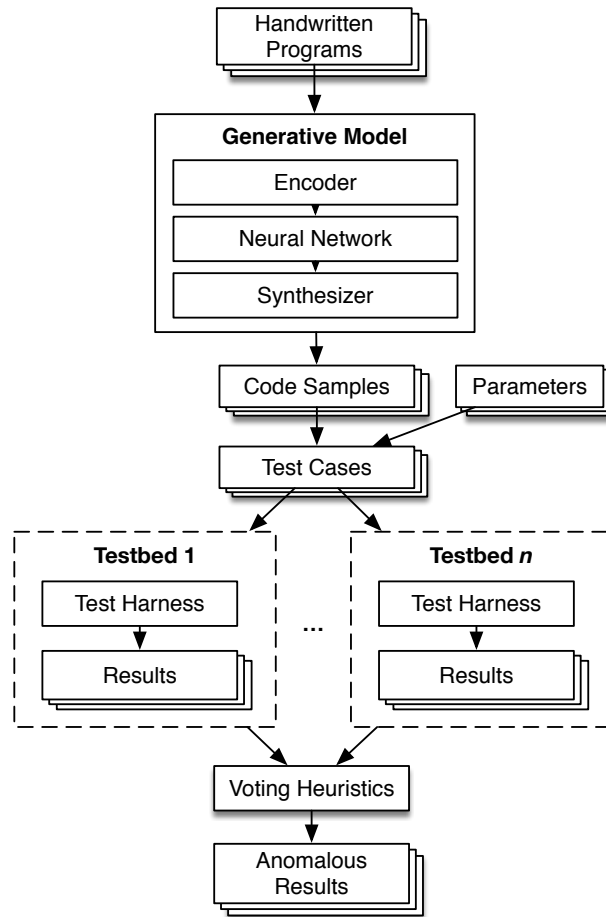 Handwritten
Programs
Generative Model
Encoder
Neural Network
Synthesizer
Code Samples
Parameters
Test Cases
Testbed 1
Test Harness
Results
...
Testbed n
Test Harness
Results
Voting Heuristics
Anomalous
Results